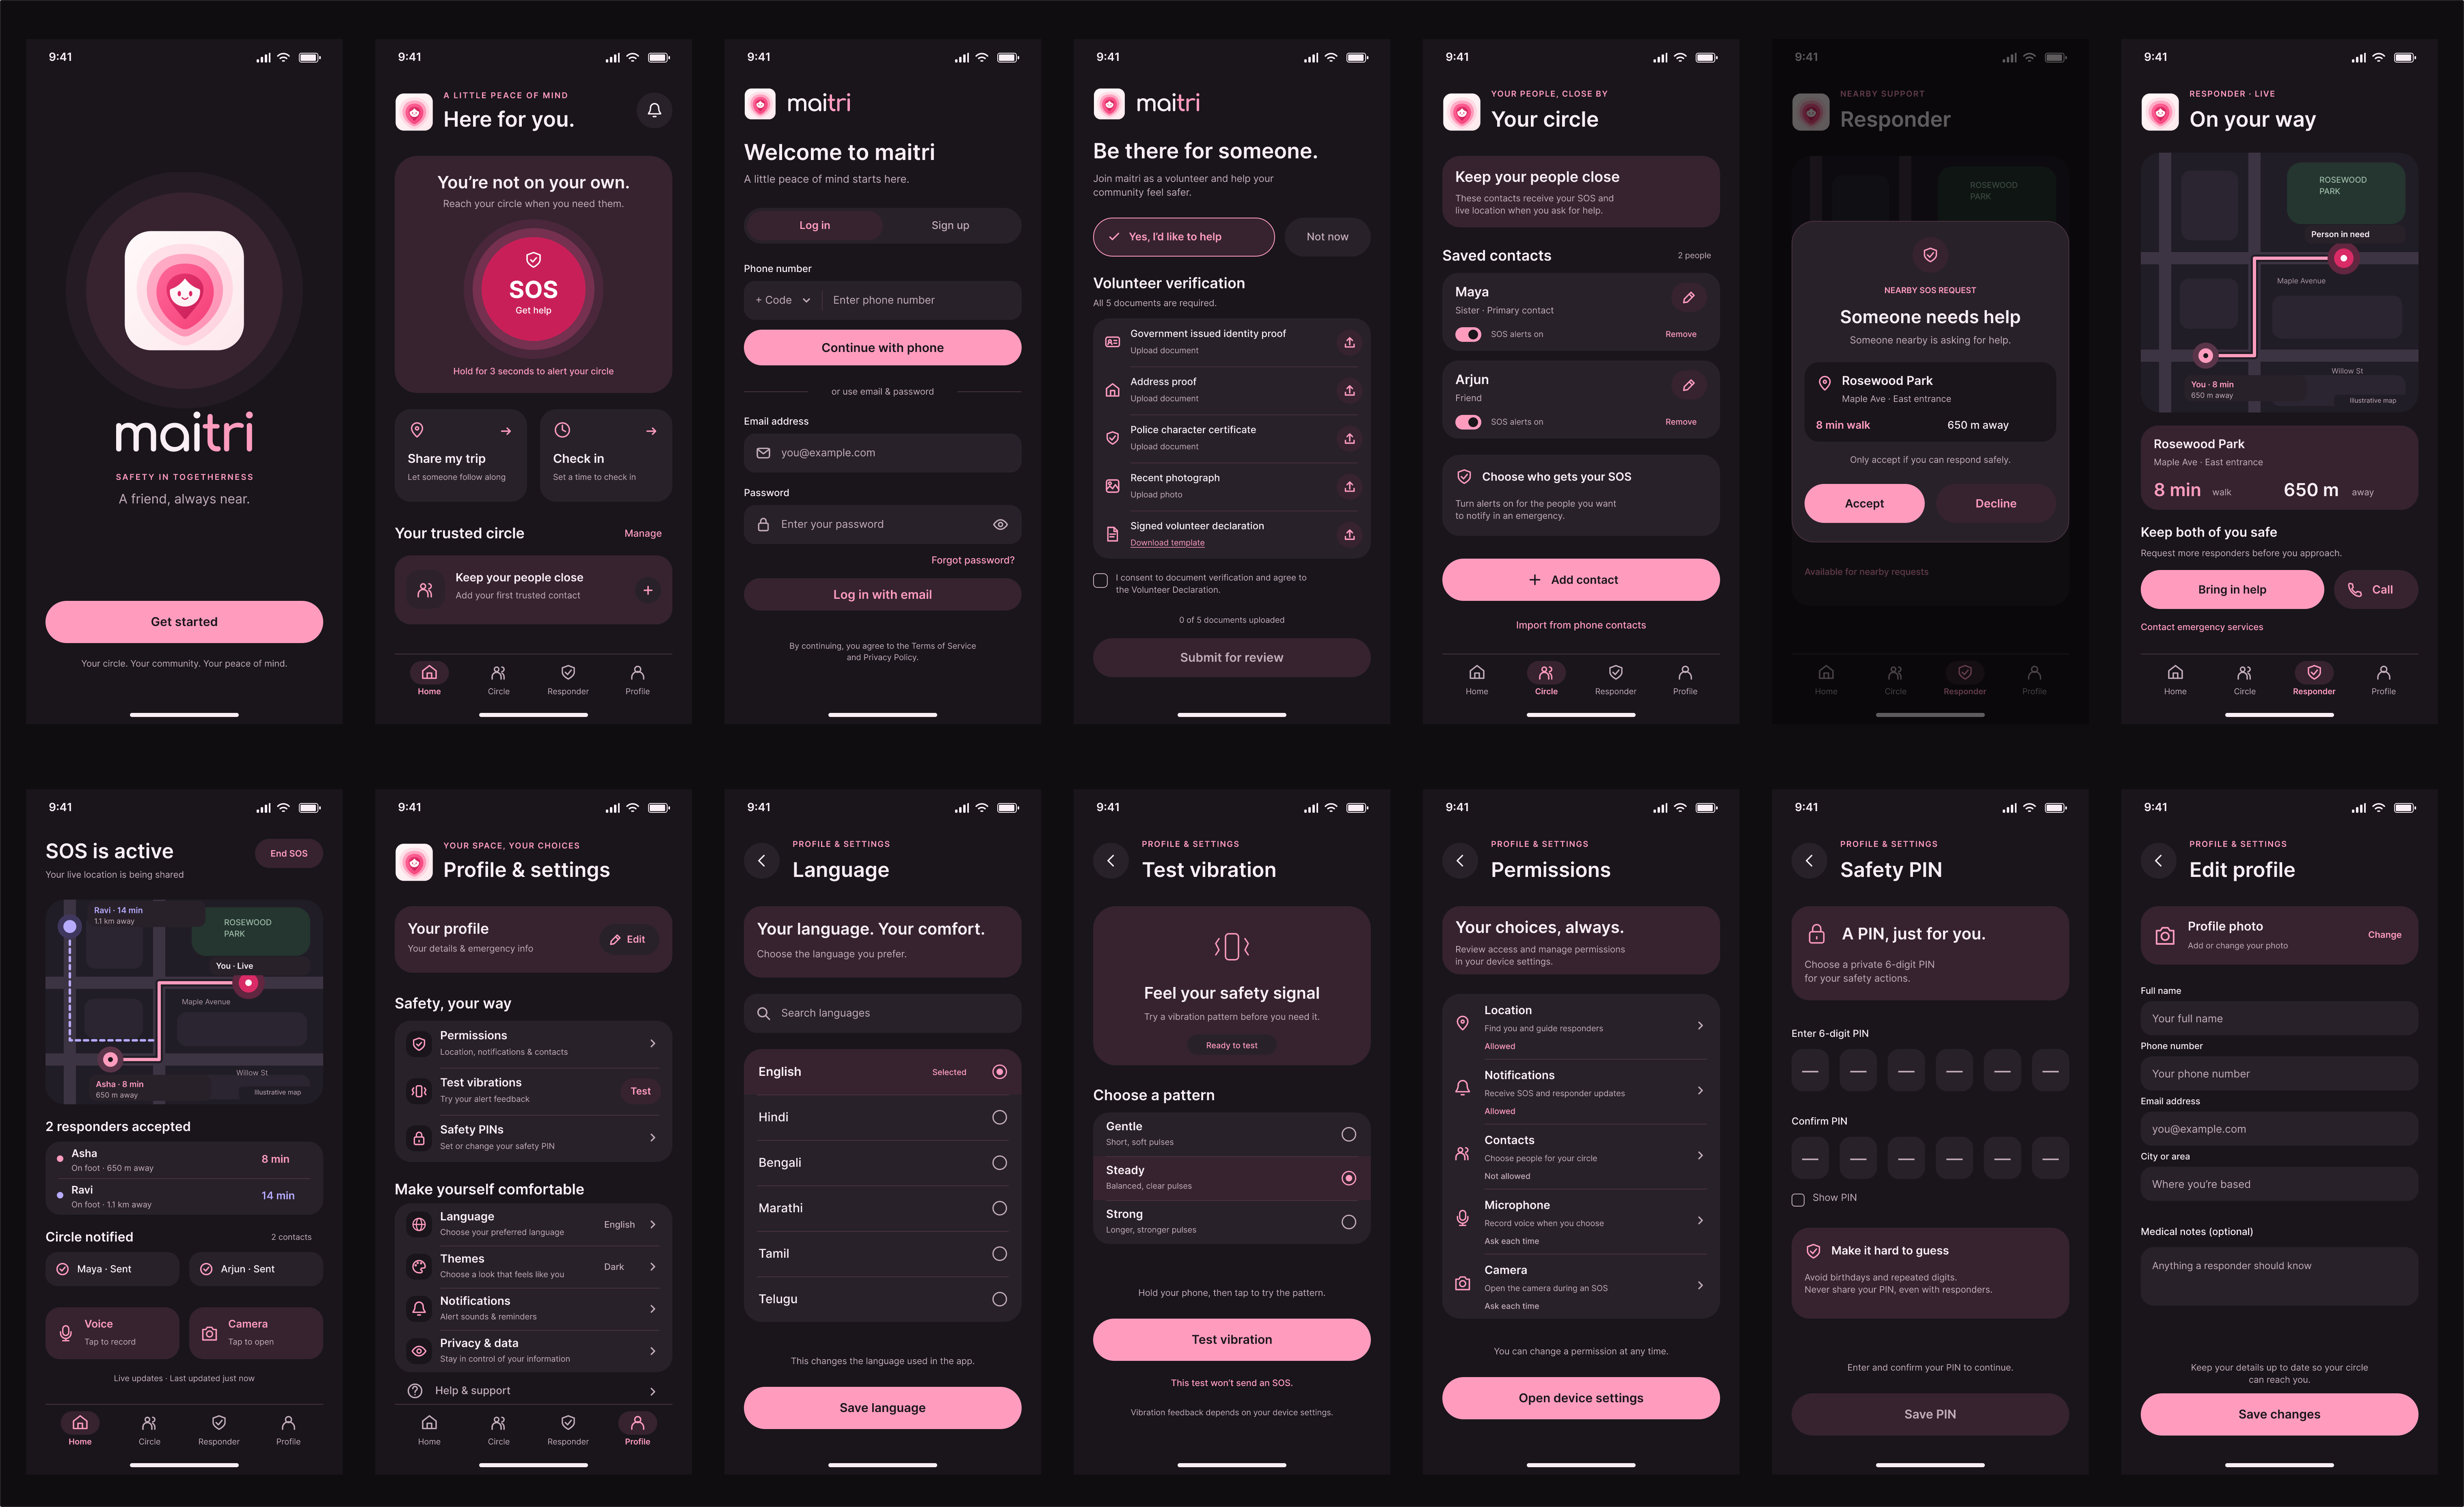 9:41
maitri
SAFETY IN TOGETHERNESS
A friend, always near.
Get started
Your circle. Your community. Your peace of mind.
9:41
A LITTLE PEACE OF MIND
Here for you.
You're not on your own.
Reach your circle when you need them.
SOS
Get help
Hold for 3 seconds to alert your circle
Share my trip
Let someone follow along
Check in
Set a time to check in
Your trusted circle
Manage
Keep your people close
Add your first trusted contact
Home
Circle
Responder
Profile
9:41
maitri
Welcome to maitri
A little peace of mind starts here.
Log in
Sign up
Phone number
+ Code
Enter phone number
Continue with phone
or use email & password
Email address
you@example.com
Password
Enter your password
Forgot password?
Log in with email
By continuing, you agree to the Terms of Service
and Privacy Policy.
9:41
maitri
Be there for someone.
Join maitri as a volunteer and help your
community feel safer.
Yes, I'd like to help
Not now
Volunteer verification
All 5 documents are required.
Government issued identity proof
Upload document
Address proof
Upload document
Police character certificate
Upload document
Recent photograph
Upload photo
Signed volunteer declaration
Download template
I consent to document verification and agree to
the Volunteer Declaration.
0 of 5 documents uploaded
Submit for review
9:41
YOUR PEOPLE, CLOSE BY
Your circle
Keep your people close
These contacts receive your SOS and
live location when you ask for help.
Saved contacts
2 people
Maya
Sister · Primary contact
SOS alerts on
Remove
Arjun
Friend
SOS alerts on
Remove
Choose who gets your SOS
Turn alerts on for the people you want
to notify in an emergency.
+ Add contact
Import from phone contacts
Home
Circle
Responder
Profile
9:41
NEARBY SUPPORT
Responder
ROSEWOOD
PARK
NEARBY SOS REQUEST
Someone needs help
Someone nearby is asking for help.
Rosewood Park
Maple Ave · East entrance
8 min walk
650 m away
Only accept if you can respond safely.
Accept
Decline
Available for nearby requests
Home
Circle
Responder
Profile
9:41
RESPONDER · LIVE
On your way
ROSEWOOD
PARK
Person in need
Maple Avenue
Willow St
You · 8 min
650 m away
Illustrative map
Rosewood Park
Maple Ave · East entrance
8 min walk
650 m away
Keep both of you safe
Request more responders before you approach.
Bring in help
Call
Contact emergency services
Home
Circle
Responder
Profile
9:41
SOS is active
End SOS
Your live location is being shared
Ravi · 14 min
1.1 km away
ROSEWOOD
PARK
You · Live
Maple Avenue
Willow St
Asha · 8 min
650 m away
Illustrative map
2 responders accepted
Asha
On foot · 650 m away
8 min
Ravi
On foot · 1.1 km away
14 min
Circle notified
2 contacts
Maya · Sent
Arjun · Sent
Voice
Tap to record
Camera
Tap to open
Live updates · Last updated just now
Home
Circle
Responder
Profile
9:41
YOUR SPACE, YOUR CHOICES
Profile & settings
Your profile
Your details & emergency info
Edit
Safety, your way
Permissions
Location, notifications & contacts
Test vibrations
Try your alert feedback
Test
Safety PINs
Set or change your safety PIN
Make yourself comfortable
Language
Choose your preferred language
English
Themes
Choose a look that feels like you
Dark
Notifications
Alert sounds & reminders
Privacy & data
Stay in control of your information
Help & support
Home
Circle
Responder
Profile
9:41
PROFILE & SETTINGS
Language
Your language. Your comfort.
Choose the language you prefer.
Search languages
English
Selected
Hindi
Bengali
Marathi
Tamil
Telugu
This changes the language used in the app.
Save language
9:41
PROFILE & SETTINGS
Test vibration
Feel your safety signal
Try a vibration pattern before you need it.
Ready to test
Choose a pattern
Gentle
Short, soft pulses
Steady
Balanced, clear pulses
Strong
Longer, stronger pulses
Hold your phone, then tap to try the pattern.
Test vibration
This test won't send an SOS.
Vibration feedback depends on your device settings.
9:41
PROFILE & SETTINGS
Permissions
Your choices, always.
Review access and manage permissions
in your device settings.
Location
Find you and guide responders
Allowed
Notifications
Receive SOS and responder updates
Allowed
Contacts
Choose people for your circle
Not allowed
Microphone
Record voice when you choose
Ask each time
Camera
Open the camera during an SOS
Ask each time
You can change a permission at any time.
Open device settings
9:41
PROFILE & SETTINGS
Safety PIN
A PIN, just for you.
Choose a private 6-digit PIN
for your safety actions.
Enter 6-digit PIN
Confirm PIN
Show PIN
Make it hard to guess
Avoid birthdays and repeated digits.
Never share your PIN, even with responders.
Enter and confirm your PIN to continue.
Save PIN
9:41
PROFILE & SETTINGS
Edit profile
Profile photo
Add or change your photo
Change
Full name
Your full name
Phone number
Your phone number
Email address
you@example.com
City or area
Where you're based
Medical notes (optional)
Anything a responder should know
Keep your details up to date so your circle
can reach you.
Save changes